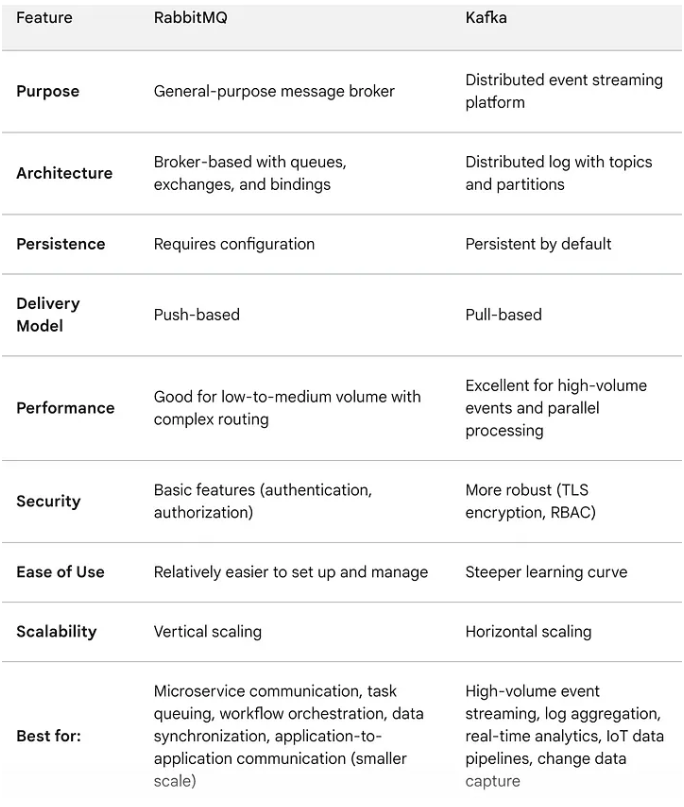 Feature RabbitMQ Kafka
Purpose General-purpose message broker Distributed event streaming
platform
Architecture Broker-based with queues, Distributed log with topics
exchanges, and bindings and partitions
Persistence Requires configuration Persistent by default
Delivery
Model Push-based Pull-based
Performance Good for low-to-medium volume with Excellent for high-volume
complex routing events and parallel
processing
Security Basic features (authentication, More robust (TLS
authorization) encryption, RBAC)
Ease of Use Relatively easier to set up and manage Steeper learning curve
Scalability Vertical scaling Horizontal scaling
Best for: Microservice communication, task High-volume event
queuing, workflow orchestration, data streaming, log aggregation,
synchronization, application-to- real-time analytics, IoT data
application communication (smaller pipelines, change data
scale) capture